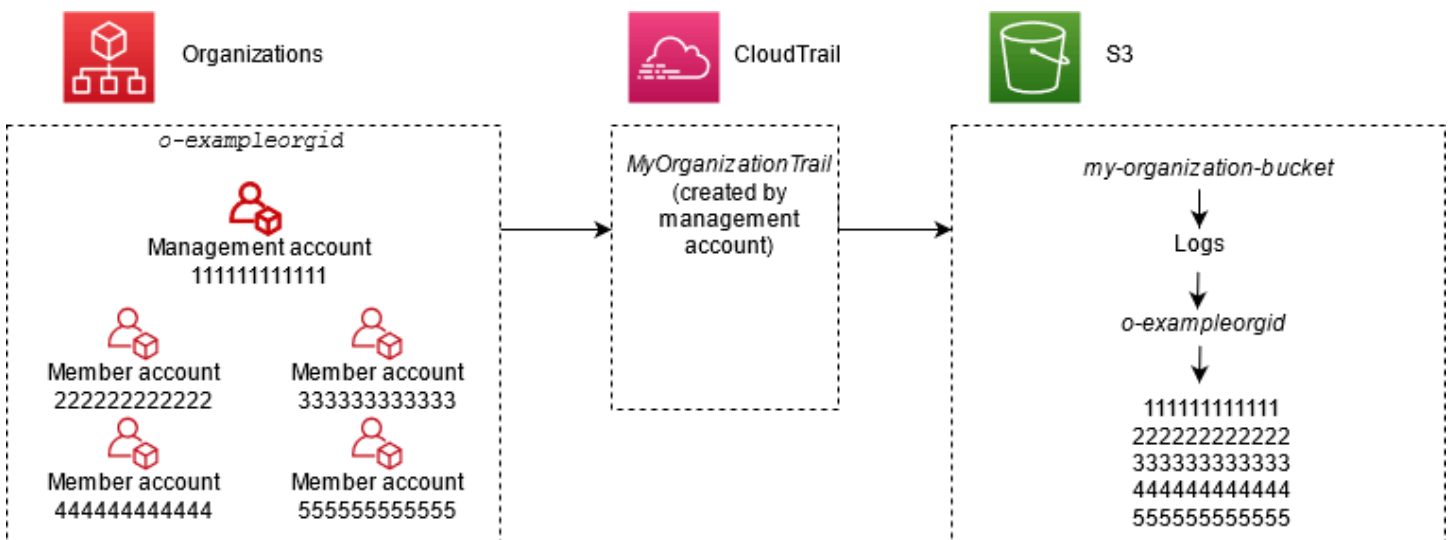 Organizations
CloudTrail
S3
o-exampleorgid
Management account
111111111111
Member account
222222222222
Member account
333333333333
Member account
444444444444
Member account
555555555555
MyOrganizationTrail
(created by
management
account)
my-organization-bucket
Logs
o-exampleorgid
111111111111
222222222222
333333333333
444444444444
555555555555